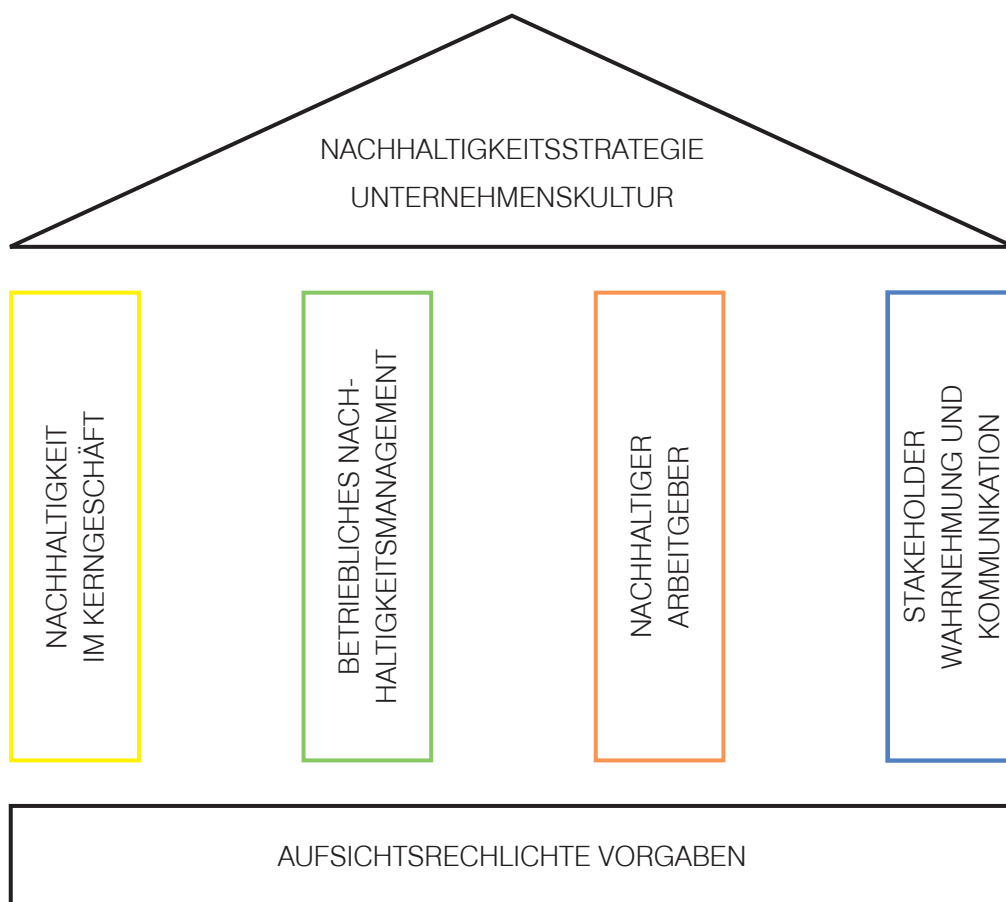 NACHHALTIGKEITSSTRATEGIE
UNTERNEHMENSKULTUR
NACHHALTIGKEIT
IM KERNGESCHÄFT
BETRIEBLICHES NACH-
HALTIGKEITSMANAGEMENT
NACHHALTIGER
ARBEITGEBER
STAKEHOLDER
WAHRNEHMUNG UND
KOMMUNIKATION
AUFSICHTSRECHLICHTE VORGABEN